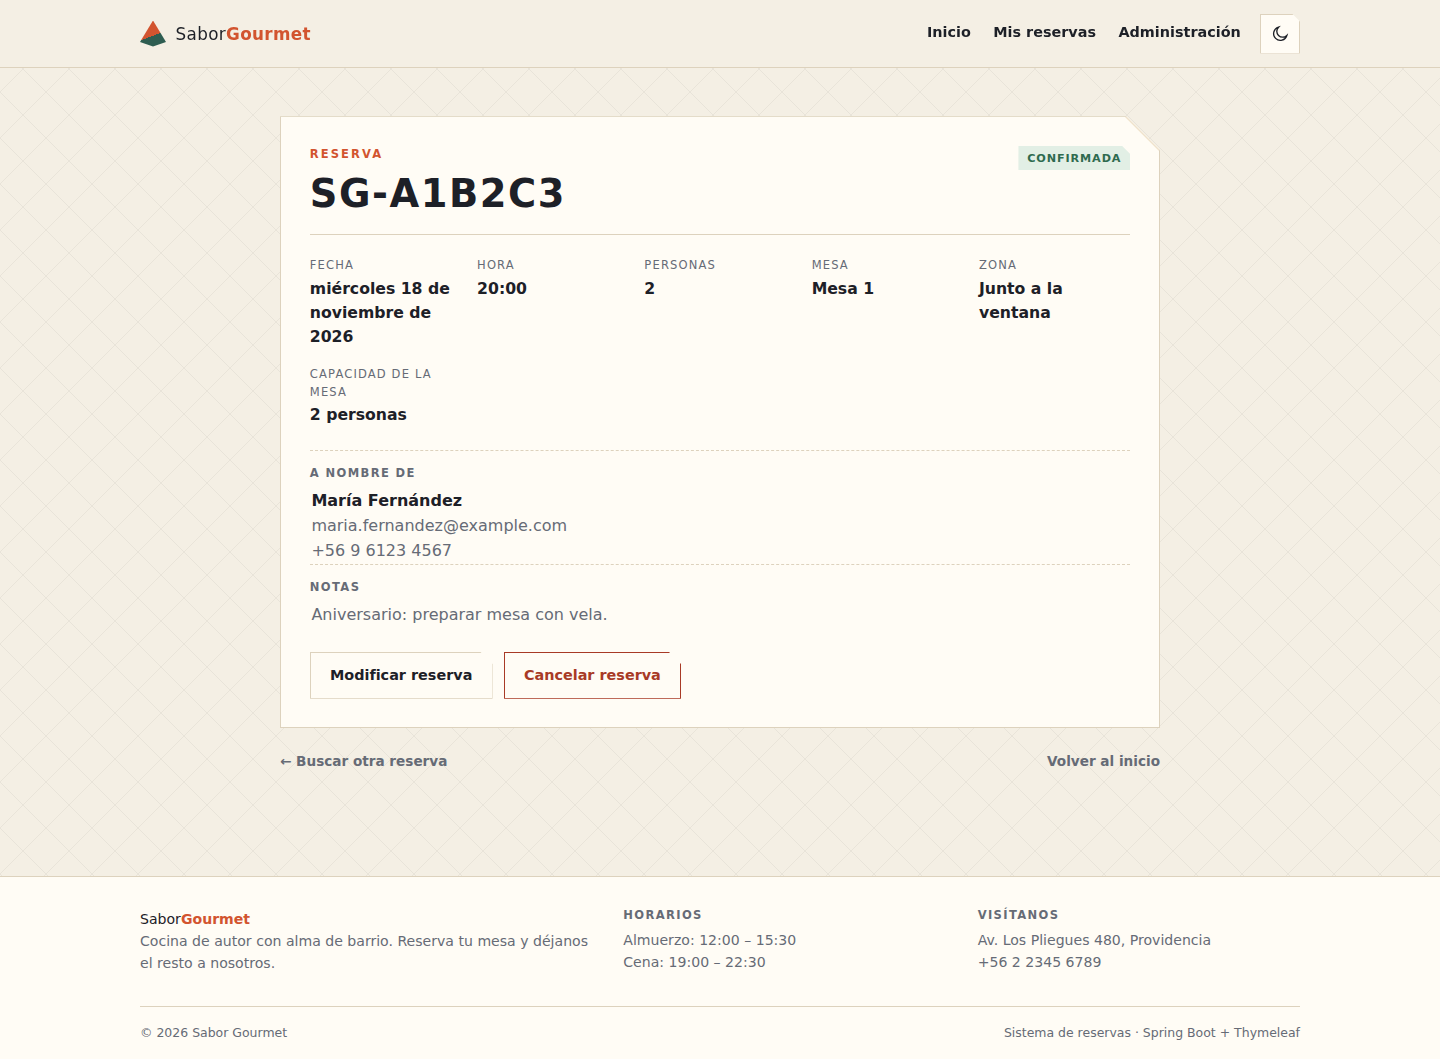 SaborGourmet
Inicio
Mis reservas
Administración
RESERVA
CONFIRMADA
SG-A1B2C3
FECHA
miércoles 18 de
noviembre de
2026
HORA
20:00
PERSONAS
2
MESA
Mesa 1
ZONA
Junto a la
ventana
CAPACIDAD DE LA
MESA
2 personas
A NOMBRE DE
María Fernández
maria.fernandez@example.com
+56 9 6123 4567
NOTAS
Aniversario: preparar mesa con vela.
Modificar reserva
Cancelar reserva
← Buscar otra reserva
Volver al inicio
SaborGourmet
Cocina de autor con alma de barrio. Reserva tu mesa y déjanos
el resto a nosotros.
HORARIOS
Almuerzo: 12:00 – 15:30
Cena: 19:00 – 22:30
VISÍTANOS
Av. Los Pliegues 480, Providencia
+56 2 2345 6789
© 2026 Sabor Gourmet
Sistema de reservas · Spring Boot + Thymeleaf